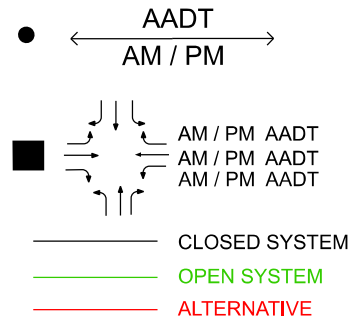 AADT
AM / PM
AM / PM AADT
AM / PM AADT
AM / PM AADT
CLOSED SYSTEM
OPEN SYSTEM
ALTERNATIVE